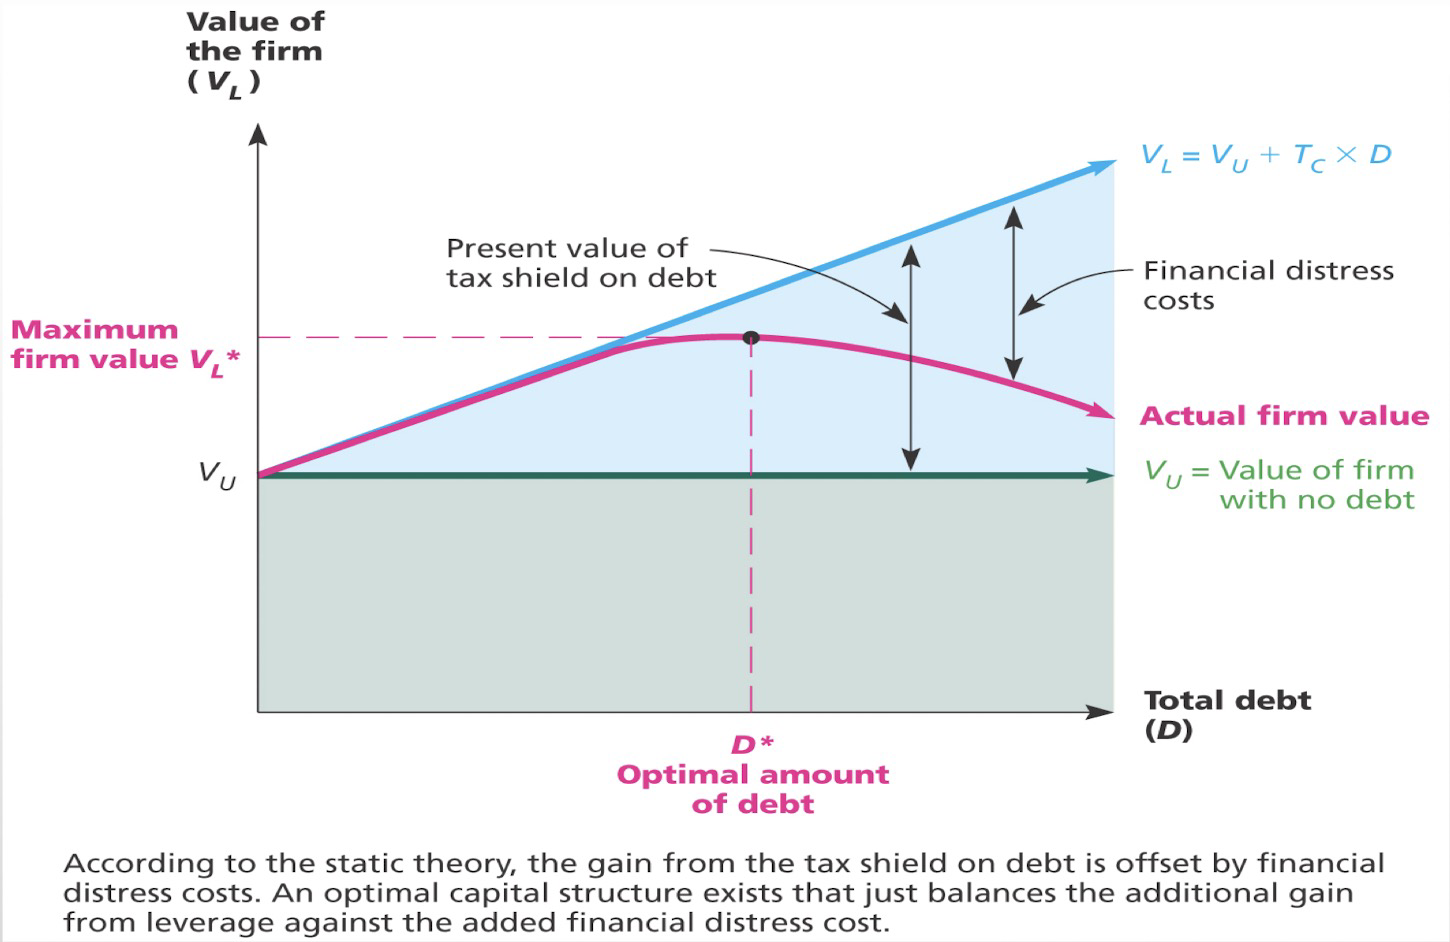 Value of
the firm
(V_L)
V_L = V_U + T_C × D
Present value of
tax shield on debt
Financial distress
costs
Maximum
firm value V_L*
Actual firm value
V_U
V_U = Value of firm
with no debt
Total debt
(D)
D*
Optimal amount
of debt
According to the static theory, the gain from the tax shield on debt is offset by financial
distress costs. An optimal capital structure exists that just balances the additional gain
from leverage against the added financial distress cost.